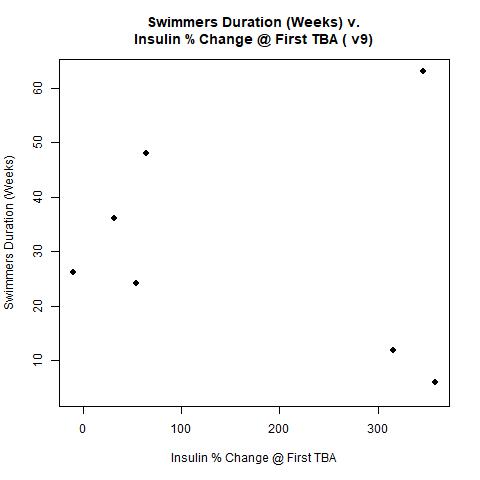 Swimmers Duration (Weeks) v.
Insulin % Change @ First TBA ( v9)
Swimmers Duration (Weeks)
60
50
40
30
20
10
0 100 200 300
Insulin % Change @ First TBA